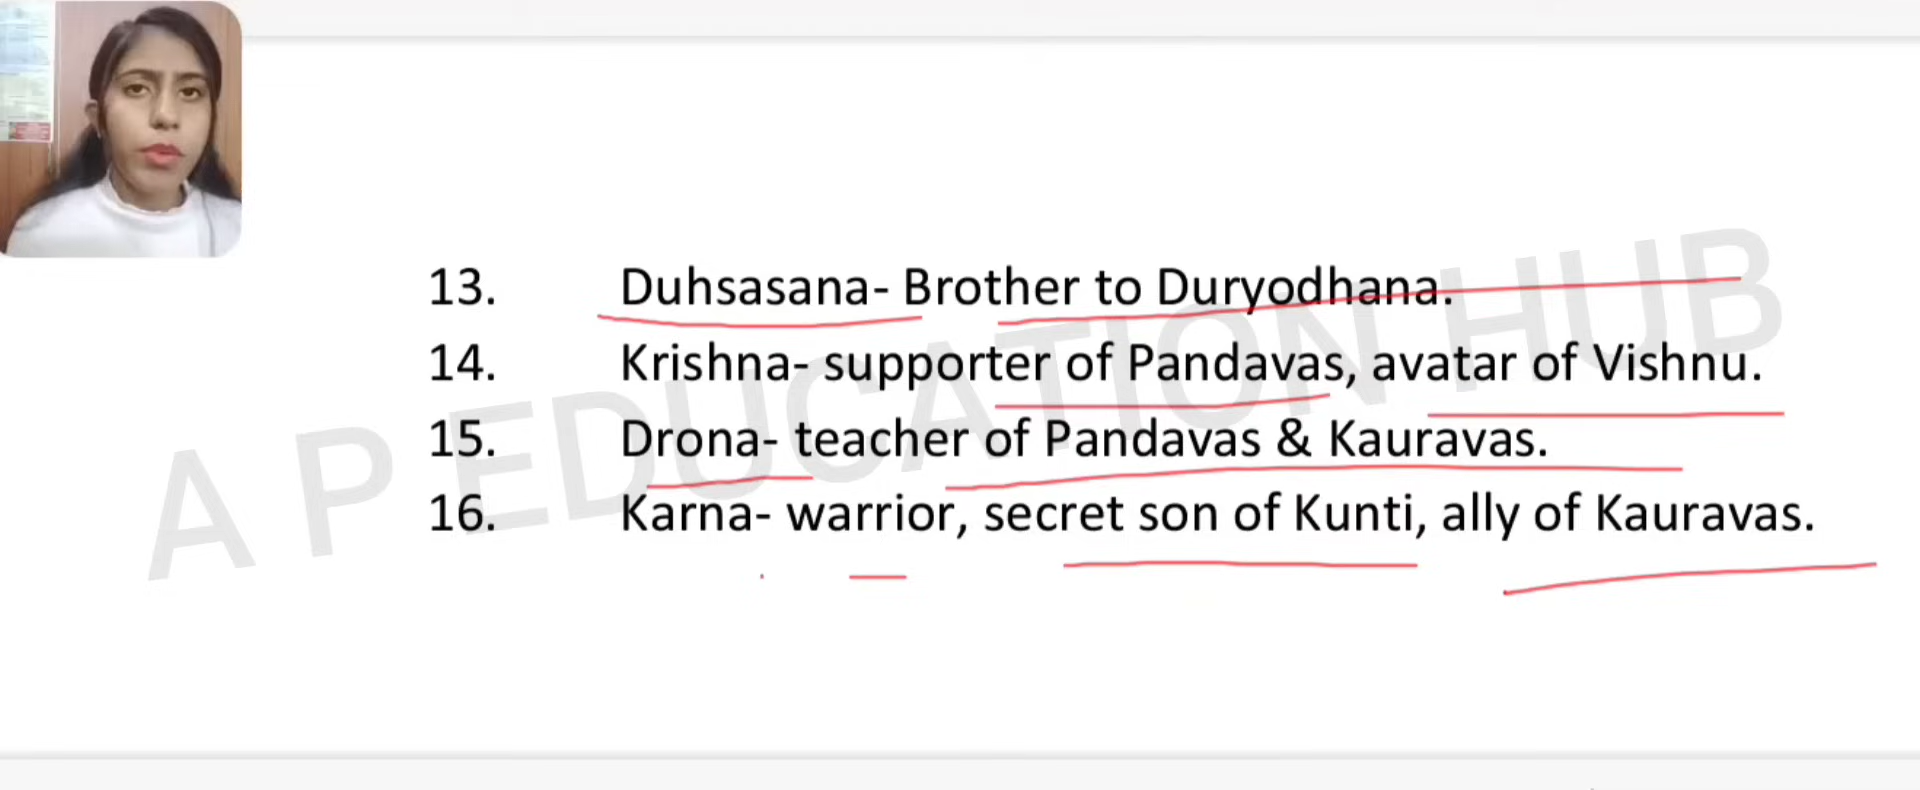 13. Duhsasana- Brother to Duryodhana.
14. Krishna- supporter of Pandavas, avatar of Vishnu.
15. Drona- teacher of Pandavas & Kauravas.
16. Karna- warrior, secret son of Kunti, ally of Kauravas.
A P EDUCATION HUB